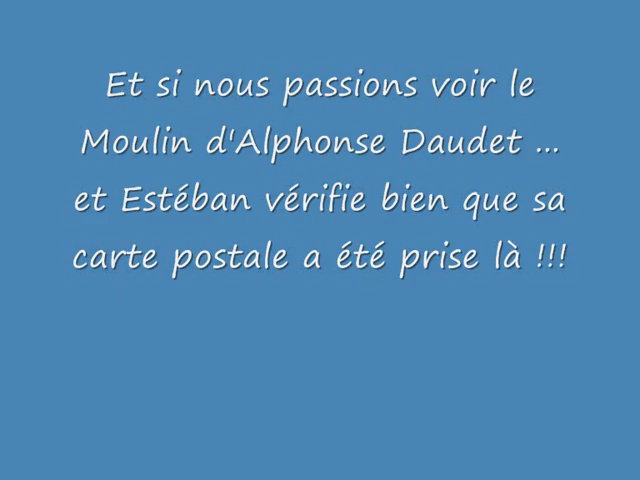 Et si nous passions voir le
Moulin d'Alphonse Daudet ...
et Estéban vérifie bien que sa
carte postale a été prise là !!!